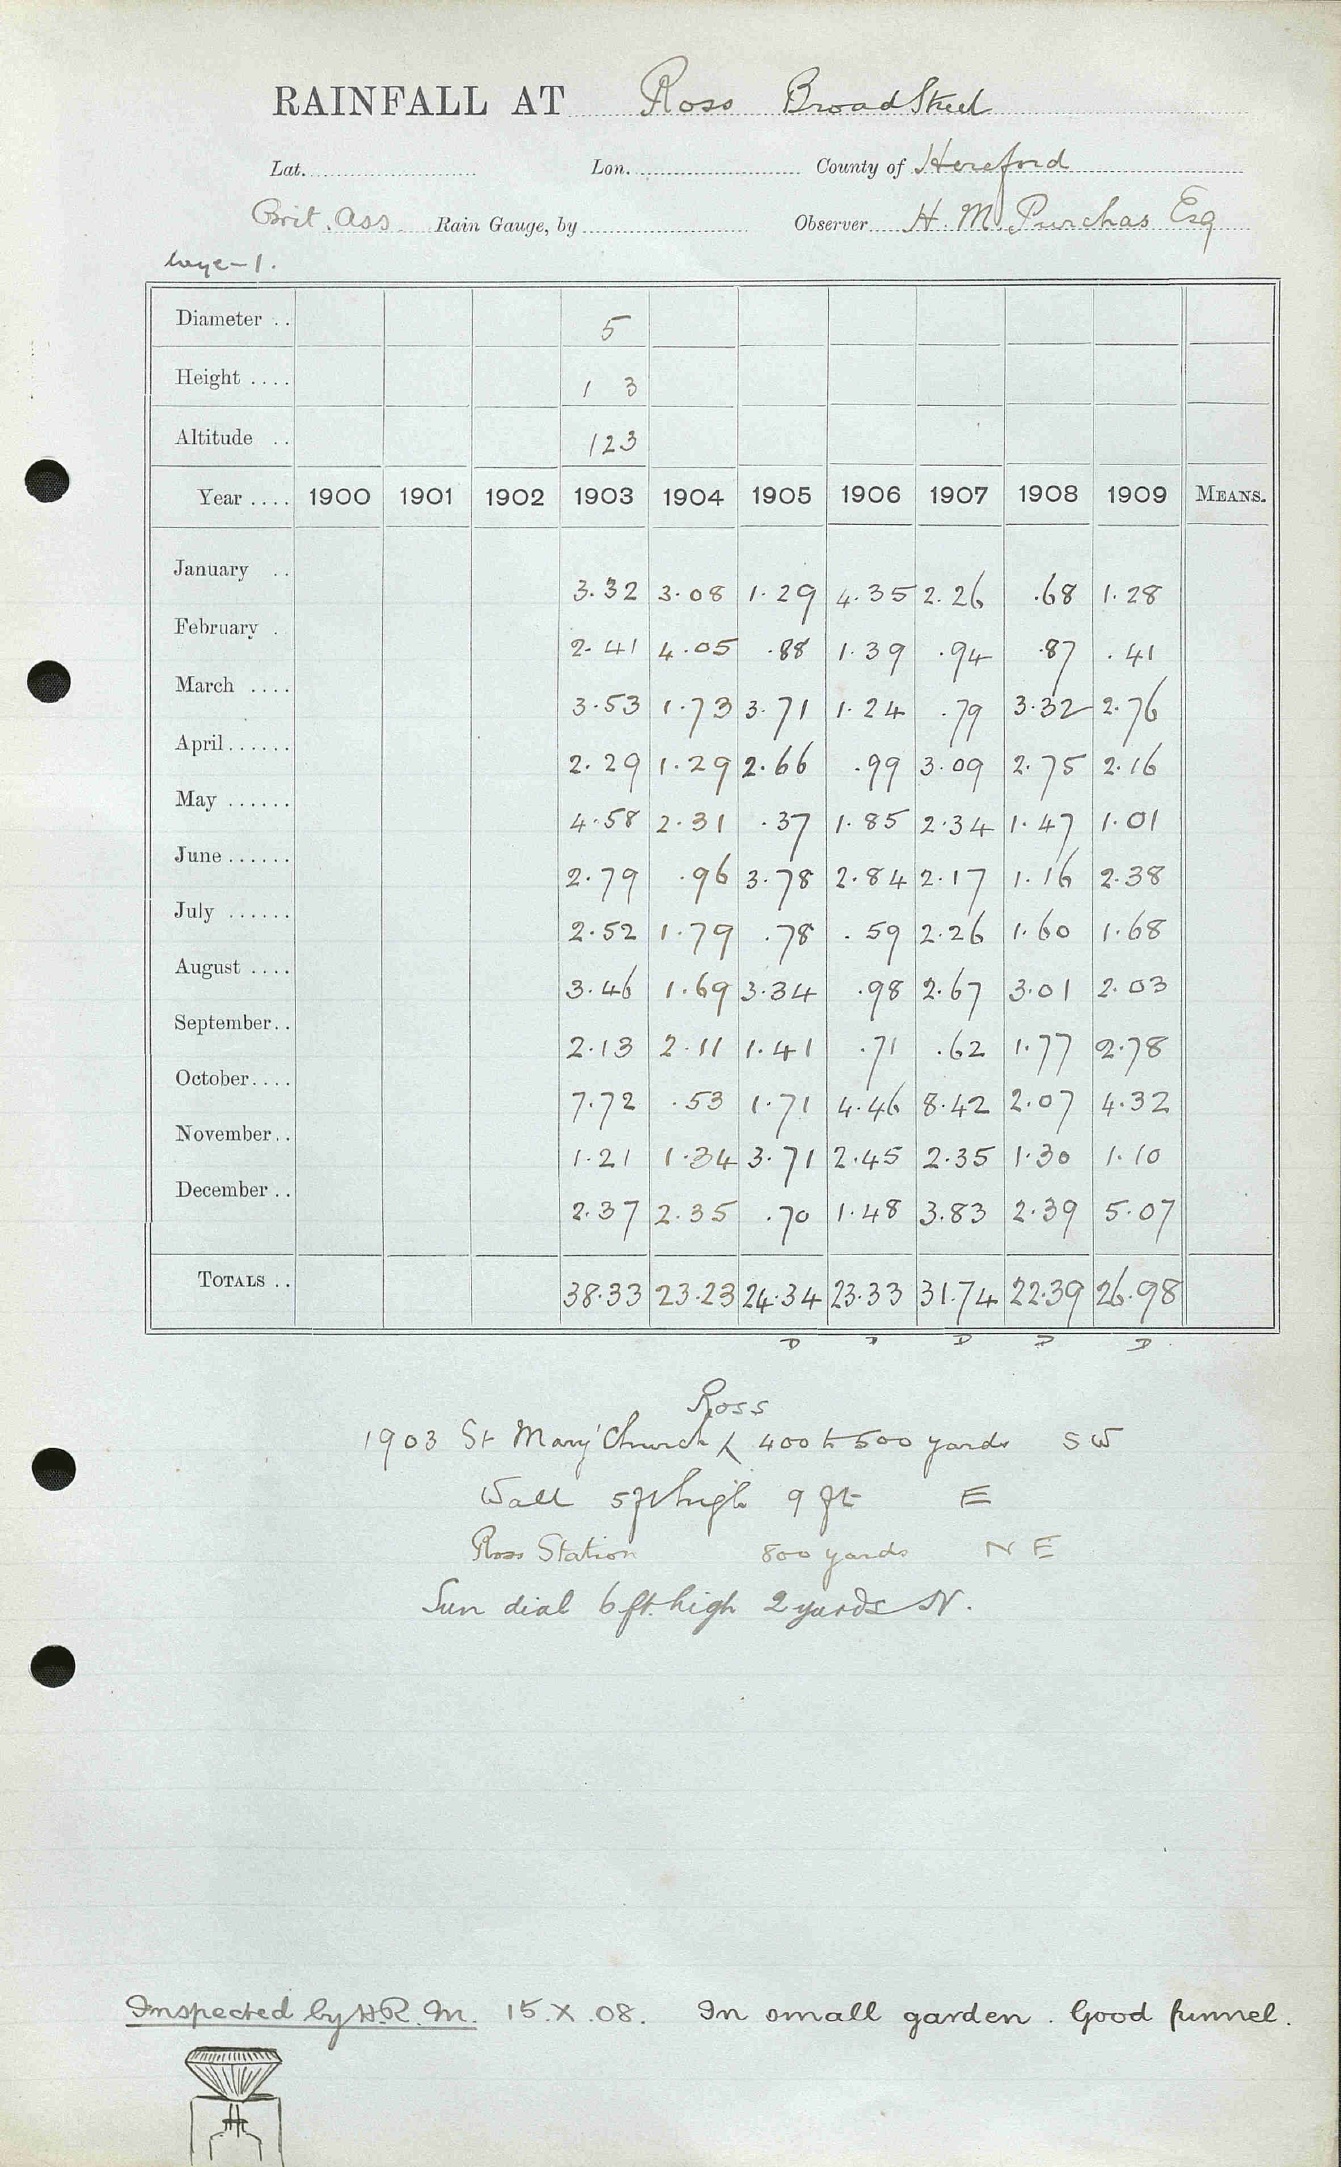 RAINFALL AT Ross Broad Street
Lat. Lon. County of Hereford
Brit. Ass Rain Gauge, by Observer H. M. Purchas Esq
Wye-1.
Diameter .. 5
Height .... 1 3
Altitude .. 123
Year .... 1900 1901 1902 1903 1904 1905 1906 1907 1908 1909 MEANS.
January .. 3.32 3.08 1.29 4.35 2.26 .68 1.28
February . 2.41 4.05 .88 1.39 .94 .87 .41
March .... 3.53 1.73 3.71 1.24 .79 3.32 2.76
April...... 2.29 1.29 2.66 .99 3.09 2.75 2.16
May ...... 4.58 2.31 .37 1.85 2.34 1.47 1.01
June...... 2.79 .96 3.78 2.84 2.17 1.16 2.38
July ...... 2.52 1.79 .78 .59 2.26 1.60 1.68
August .... 3.46 1.69 3.34 .98 2.67 3.01 2.03
September.. 2.13 2.11 1.41 .71 .62 1.77 2.78
October.... 7.72 .53 1.71 4.46 8.42 2.07 4.32
November.. 1.21 1.34 3.71 2.45 2.35 1.30 1.10
December .. 2.37 2.35 .70 1.48 3.83 2.39 5.07
TOTALS .. 38.33 23.23 24.34 23.33 31.74 22.39 26.98
D D D D D
Ross
1903 St Mary' Church 400 to 500 yards SW
Wall 5ft high 9 ft E
Ross Station 800 yards NE
Sun dial 6 ft. high 2 yards N.
Inspected by H.R.M. 15.X.08. In small garden. Good funnel.